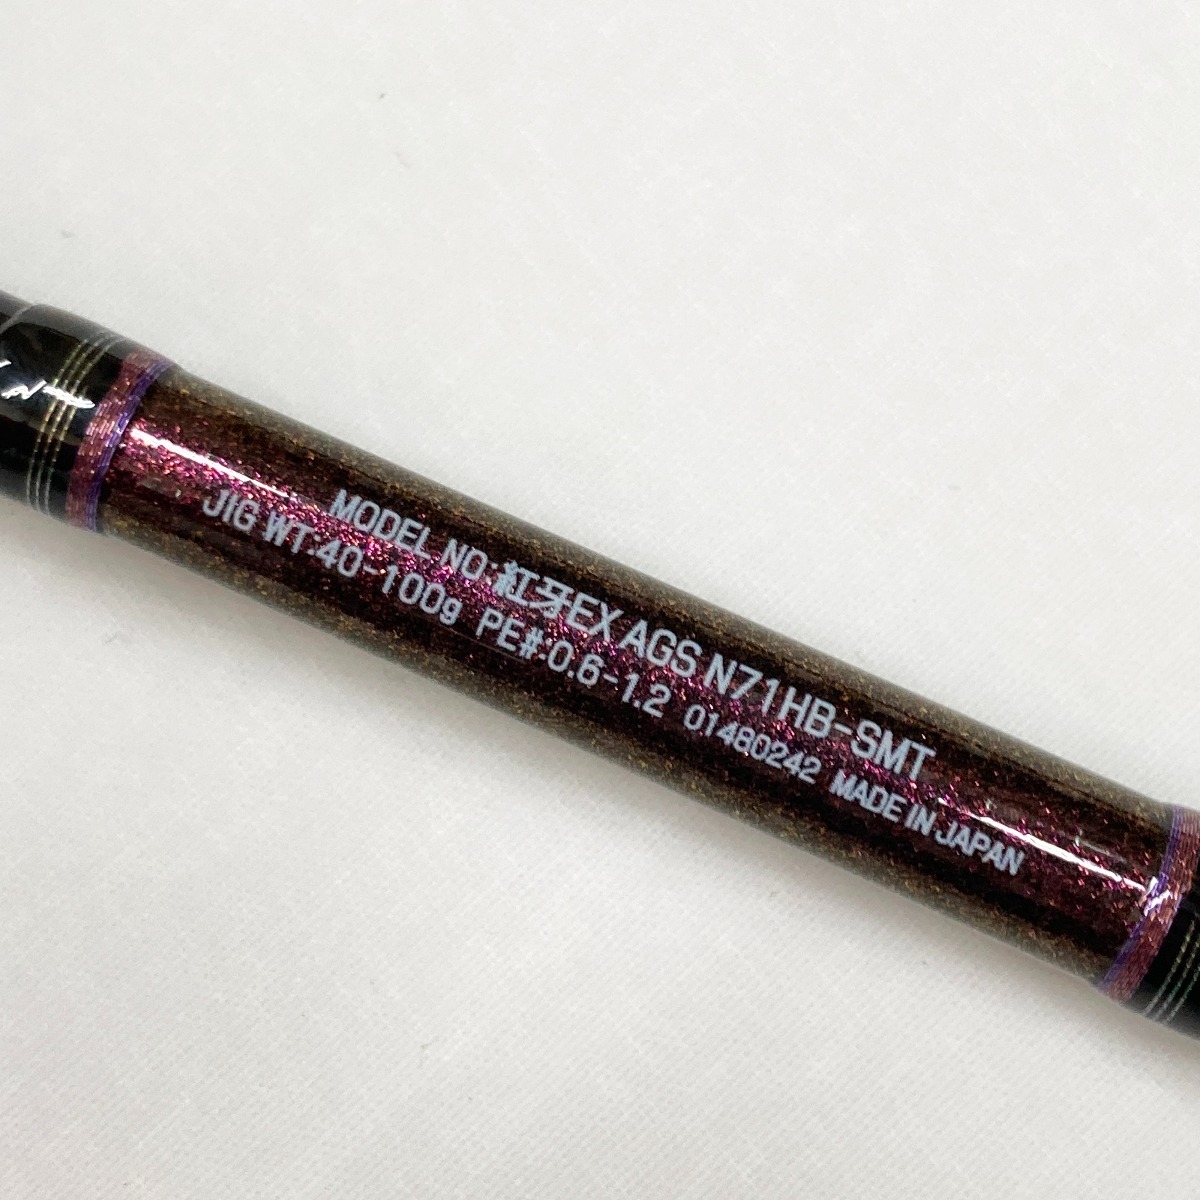 MODEL NO:紅牙EX AGS N71HB-SMT
JIG WT:40-100g PE#:0.6-1.2 01480242 MADE IN JAPAN